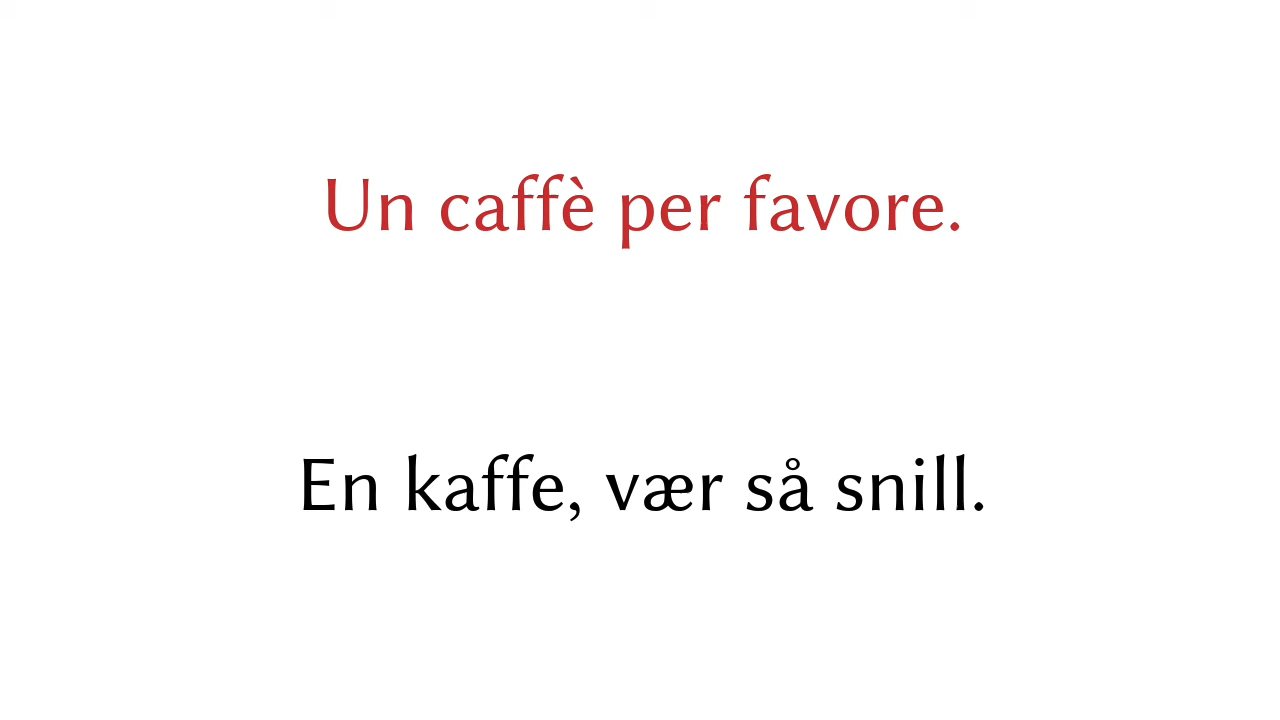 Un caffè per favore.
En kaffe, vær så snill.